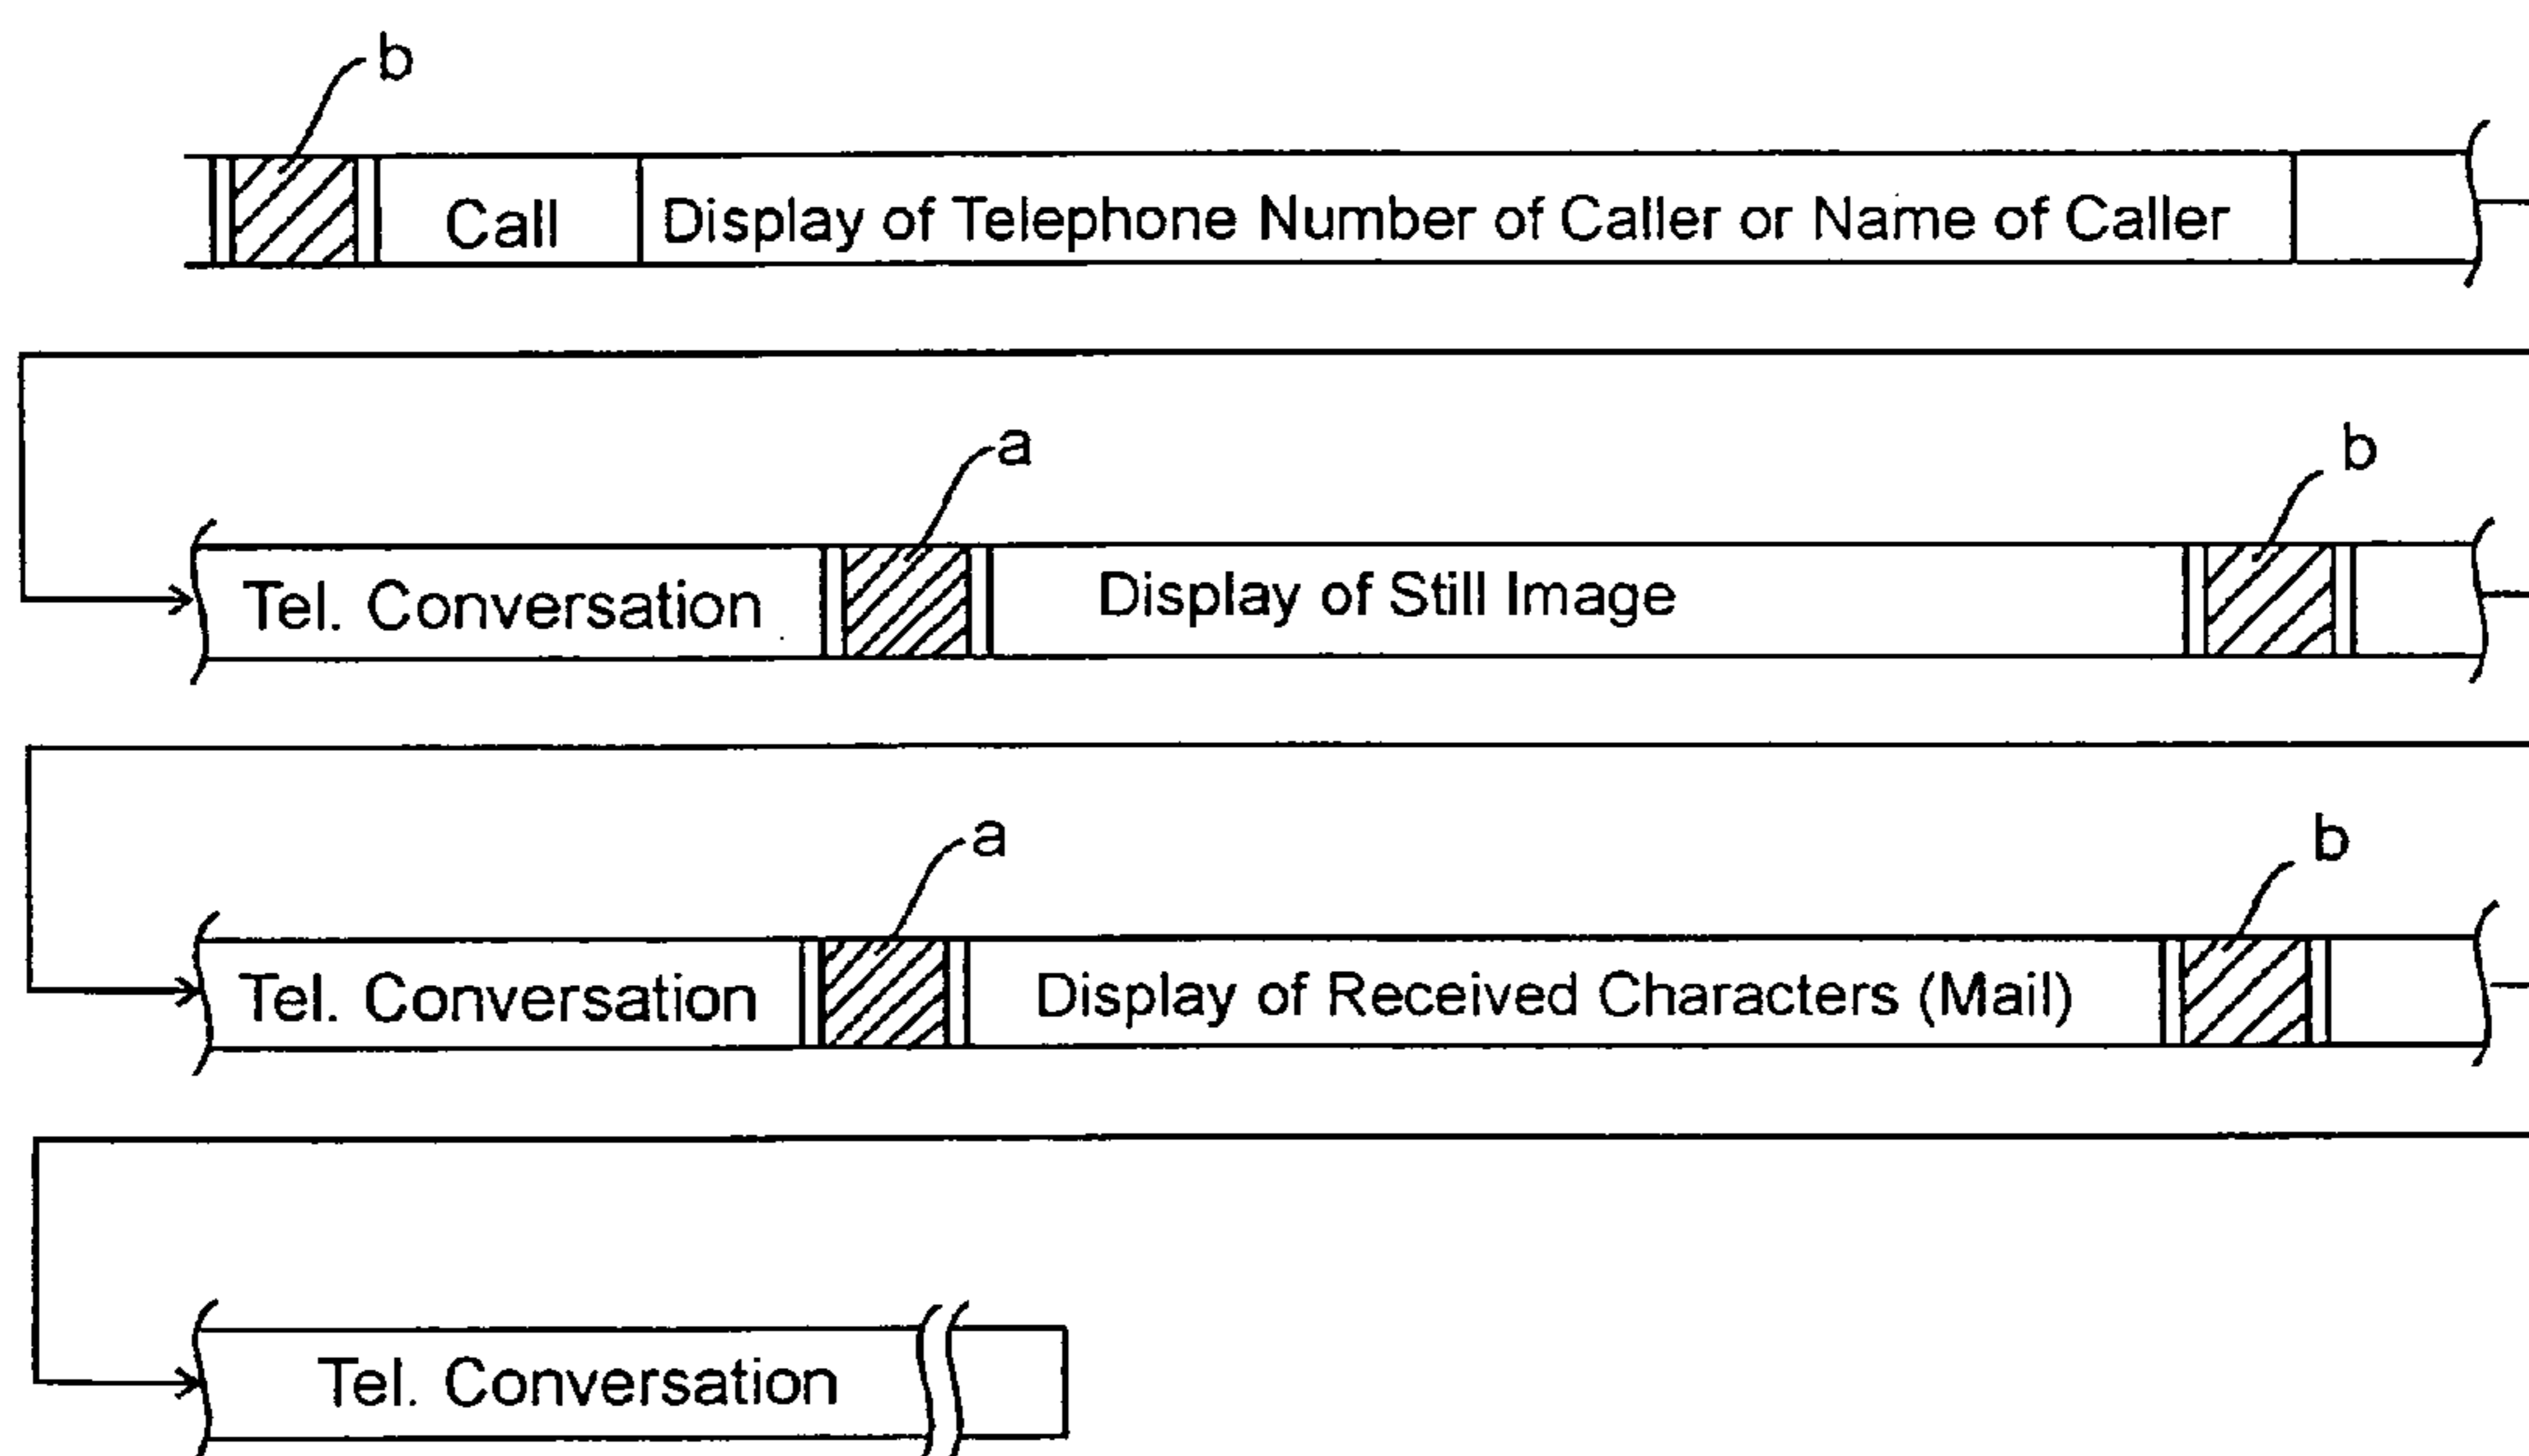 b
Call
Display of Telephone Number of Caller or Name of Caller
a
b
Tel. Conversation
Display of Still Image
a
b
Tel. Conversation
Display of Received Characters (Mail)
Tel. Conversation